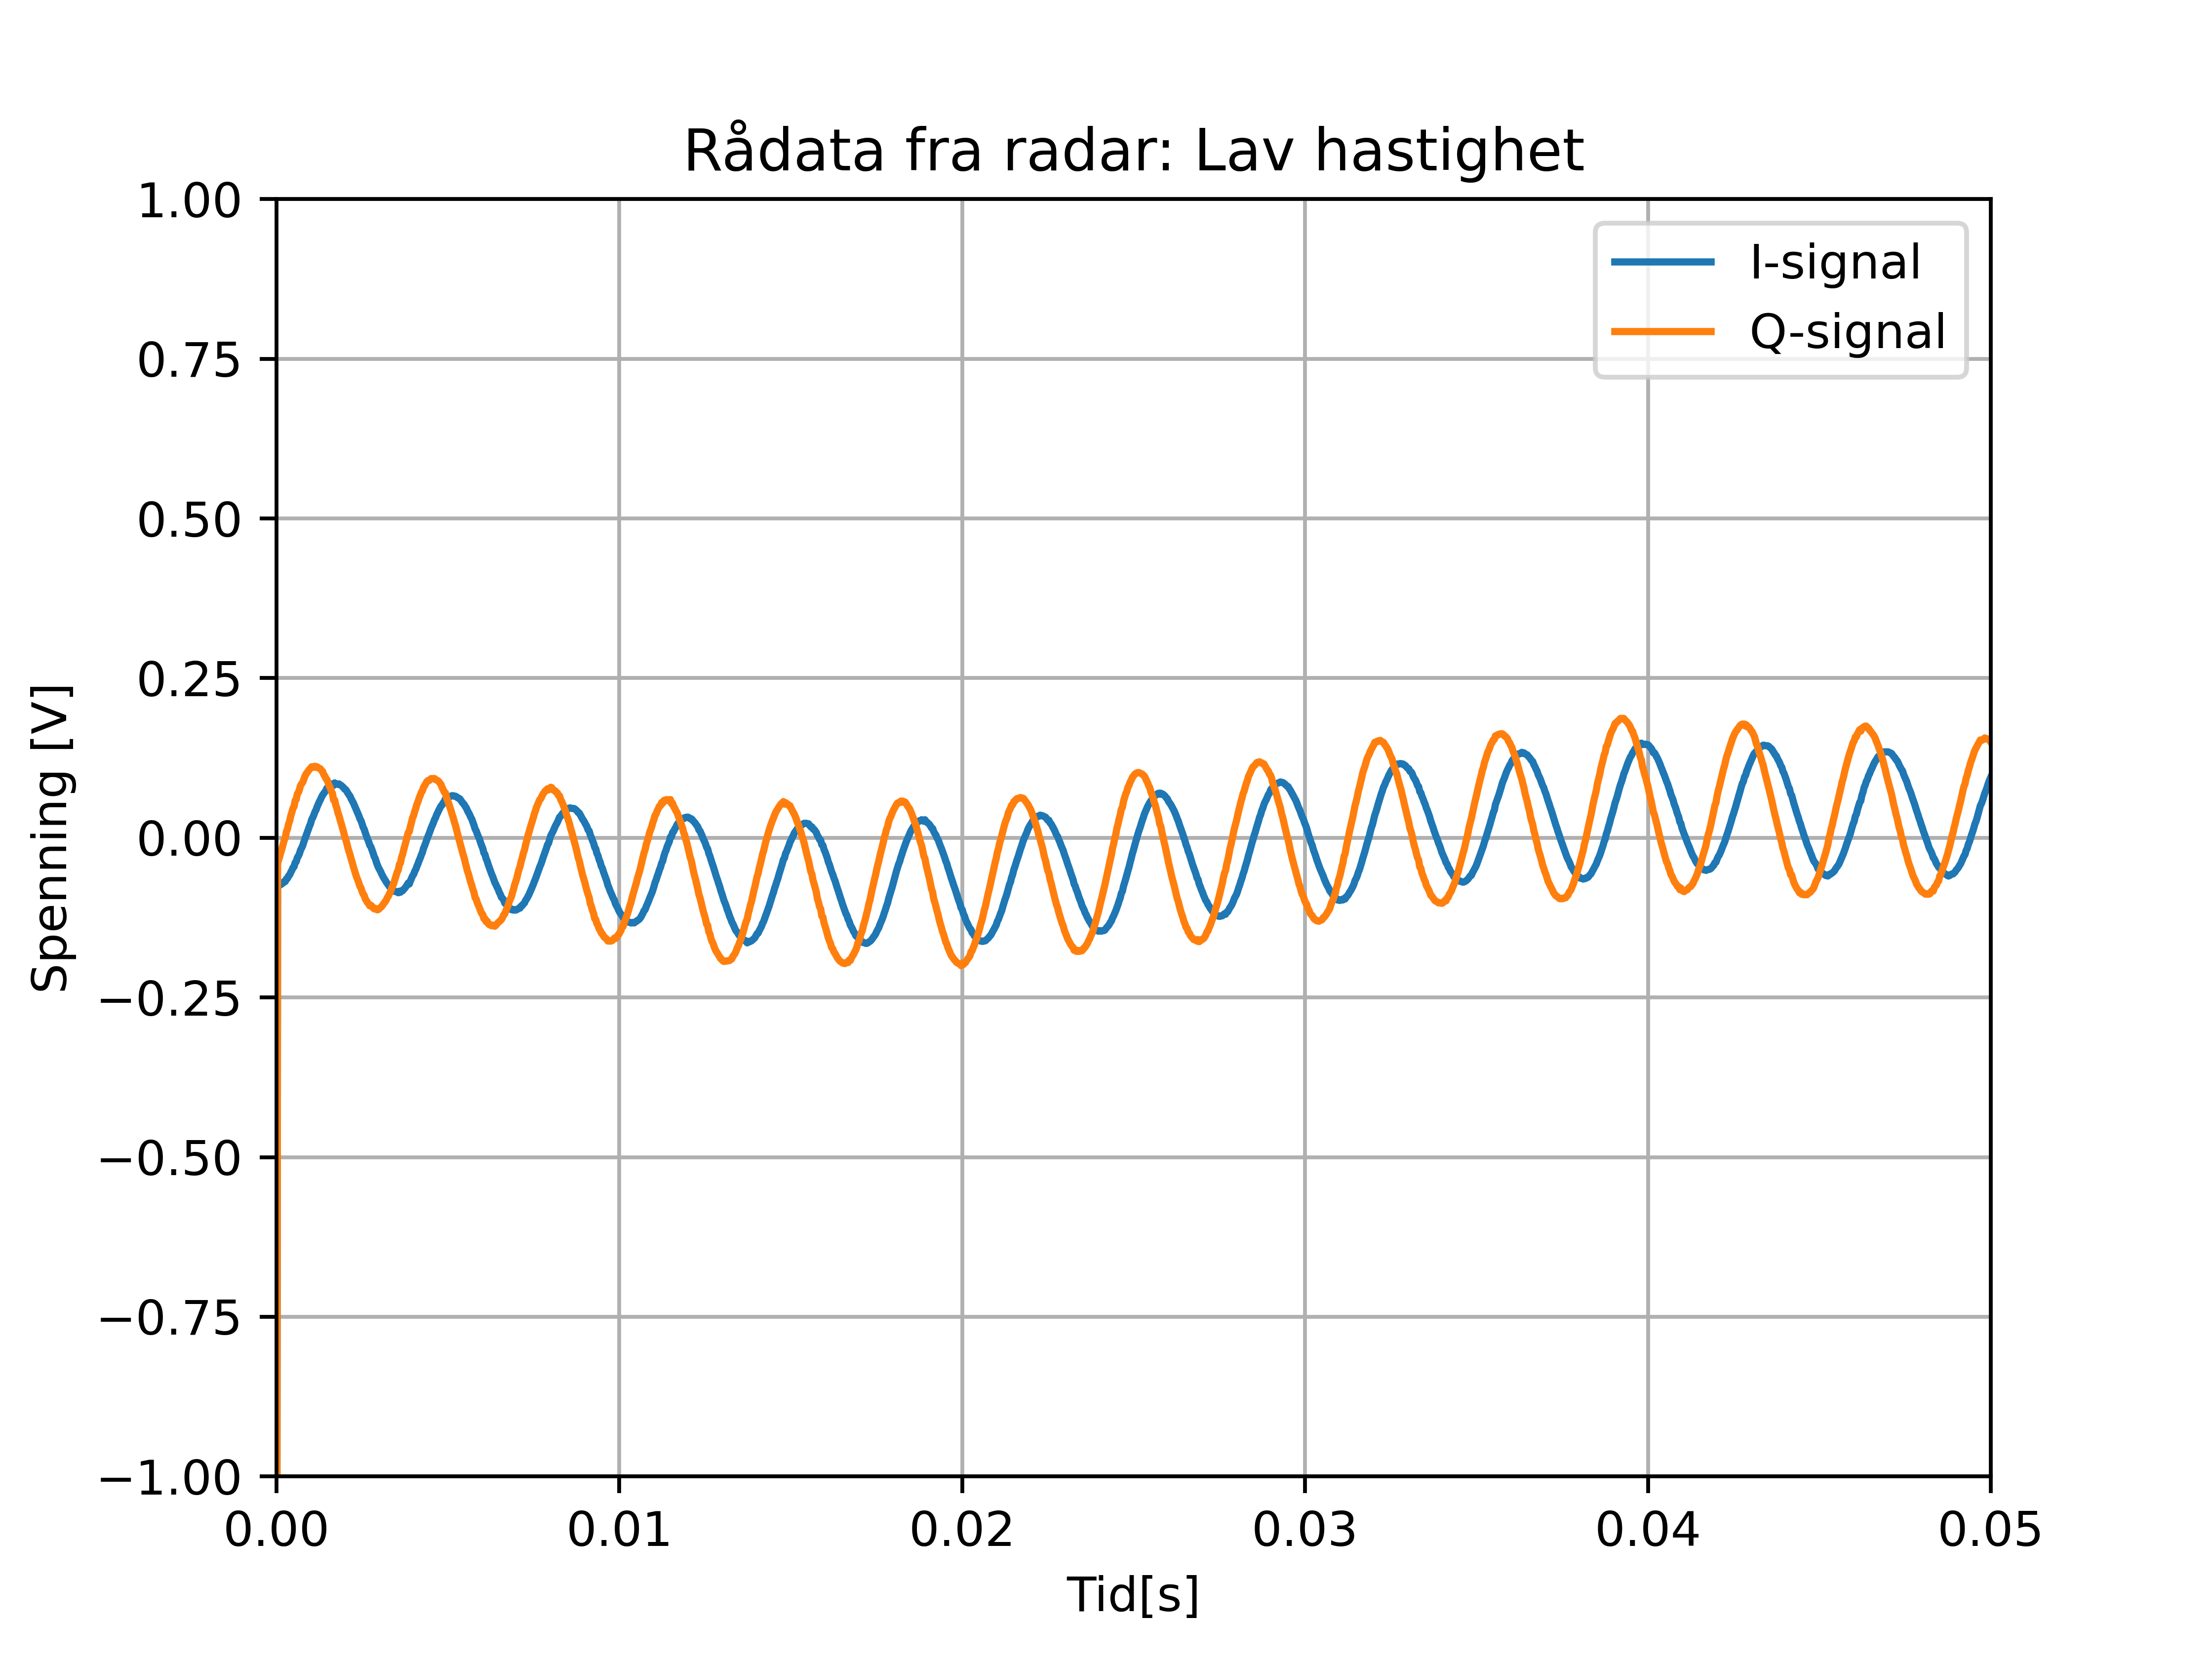 Rådata fra radar: Lav hastighet
1.00
0.75
0.50
0.25
0.00
−0.25
−0.50
−0.75
−1.00
Spenning [V]
I-signal
Q-signal
0.00 0.01 0.02 0.03 0.04 0.05
Tid[s]